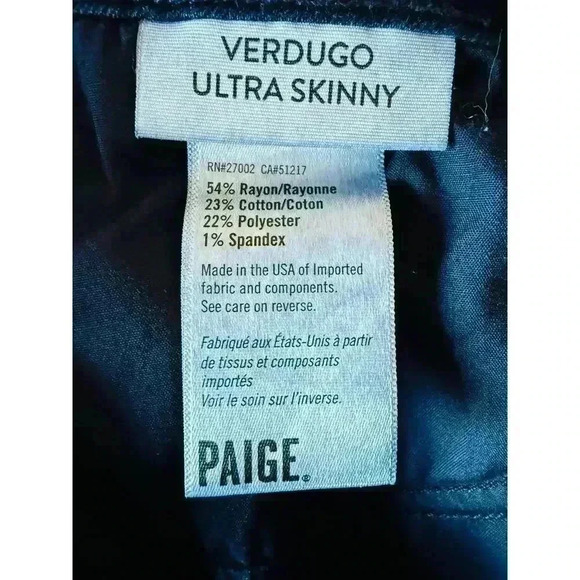 VERDUGO
ULTRA SKINNY
RN#27002 CA#51217
54% Rayon/Rayonne
23% Cotton/Coton
22% Polyester
1% Spandex
Made in the USA of Imported
fabric and components.
See care on reverse.
Fabriqué aux États-Unis à partir
de tissus et composants
importés
Voir le soin sur l'inverse.
PAIGE®